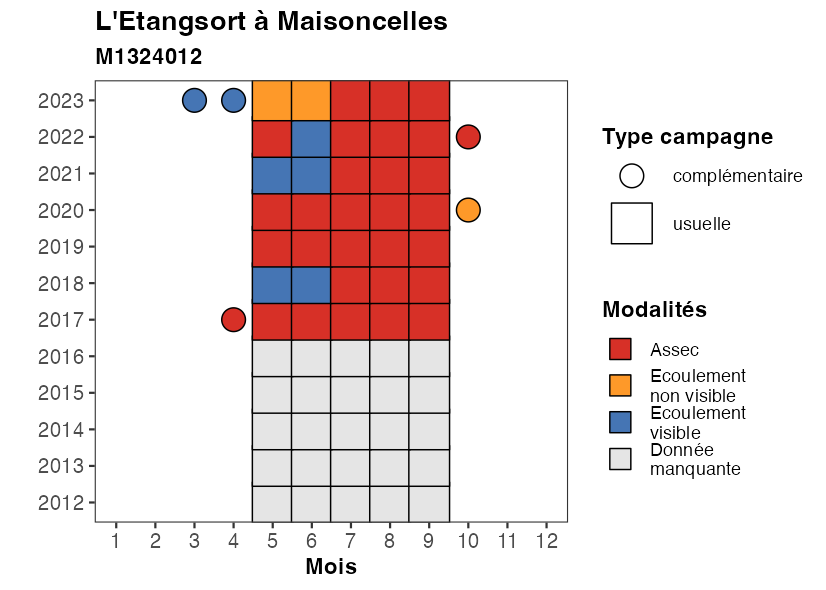 L'Etangsort à Maisoncelles
M1324012
2023
2022
2021
2020
2019
2018
2017
2016
2015
2014
2013
2012
1 2 3 4 5 6 7 8 9 10 11 12
Mois
Type campagne
complémentaire
usuelle
Modalités
Assec
Ecoulement
non visible
Ecoulement
visible
Donnée
manquante